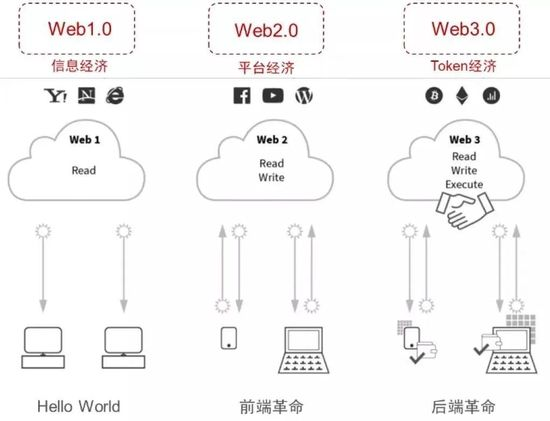 Web1.0
Web2.0
Web3.0
信息经济
平台经济
Token经济
Web 1
Read
Web 2
Read
Write
Web 3
Read
Write
Execute
Hello World
前端革命
后端革命